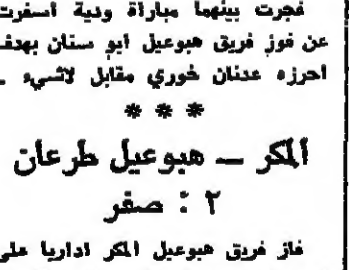 فجرت بينهما مباراة ودية اسفرت
عن فوز فريق هبوعيل ابو سنان بهدف
احرزه عدنان خوري مقابل لاشيء .
* * *
المكر — هبوعيل طرعان
٢ : صفر
فاز فريق هبوعيل المكر اداريا على